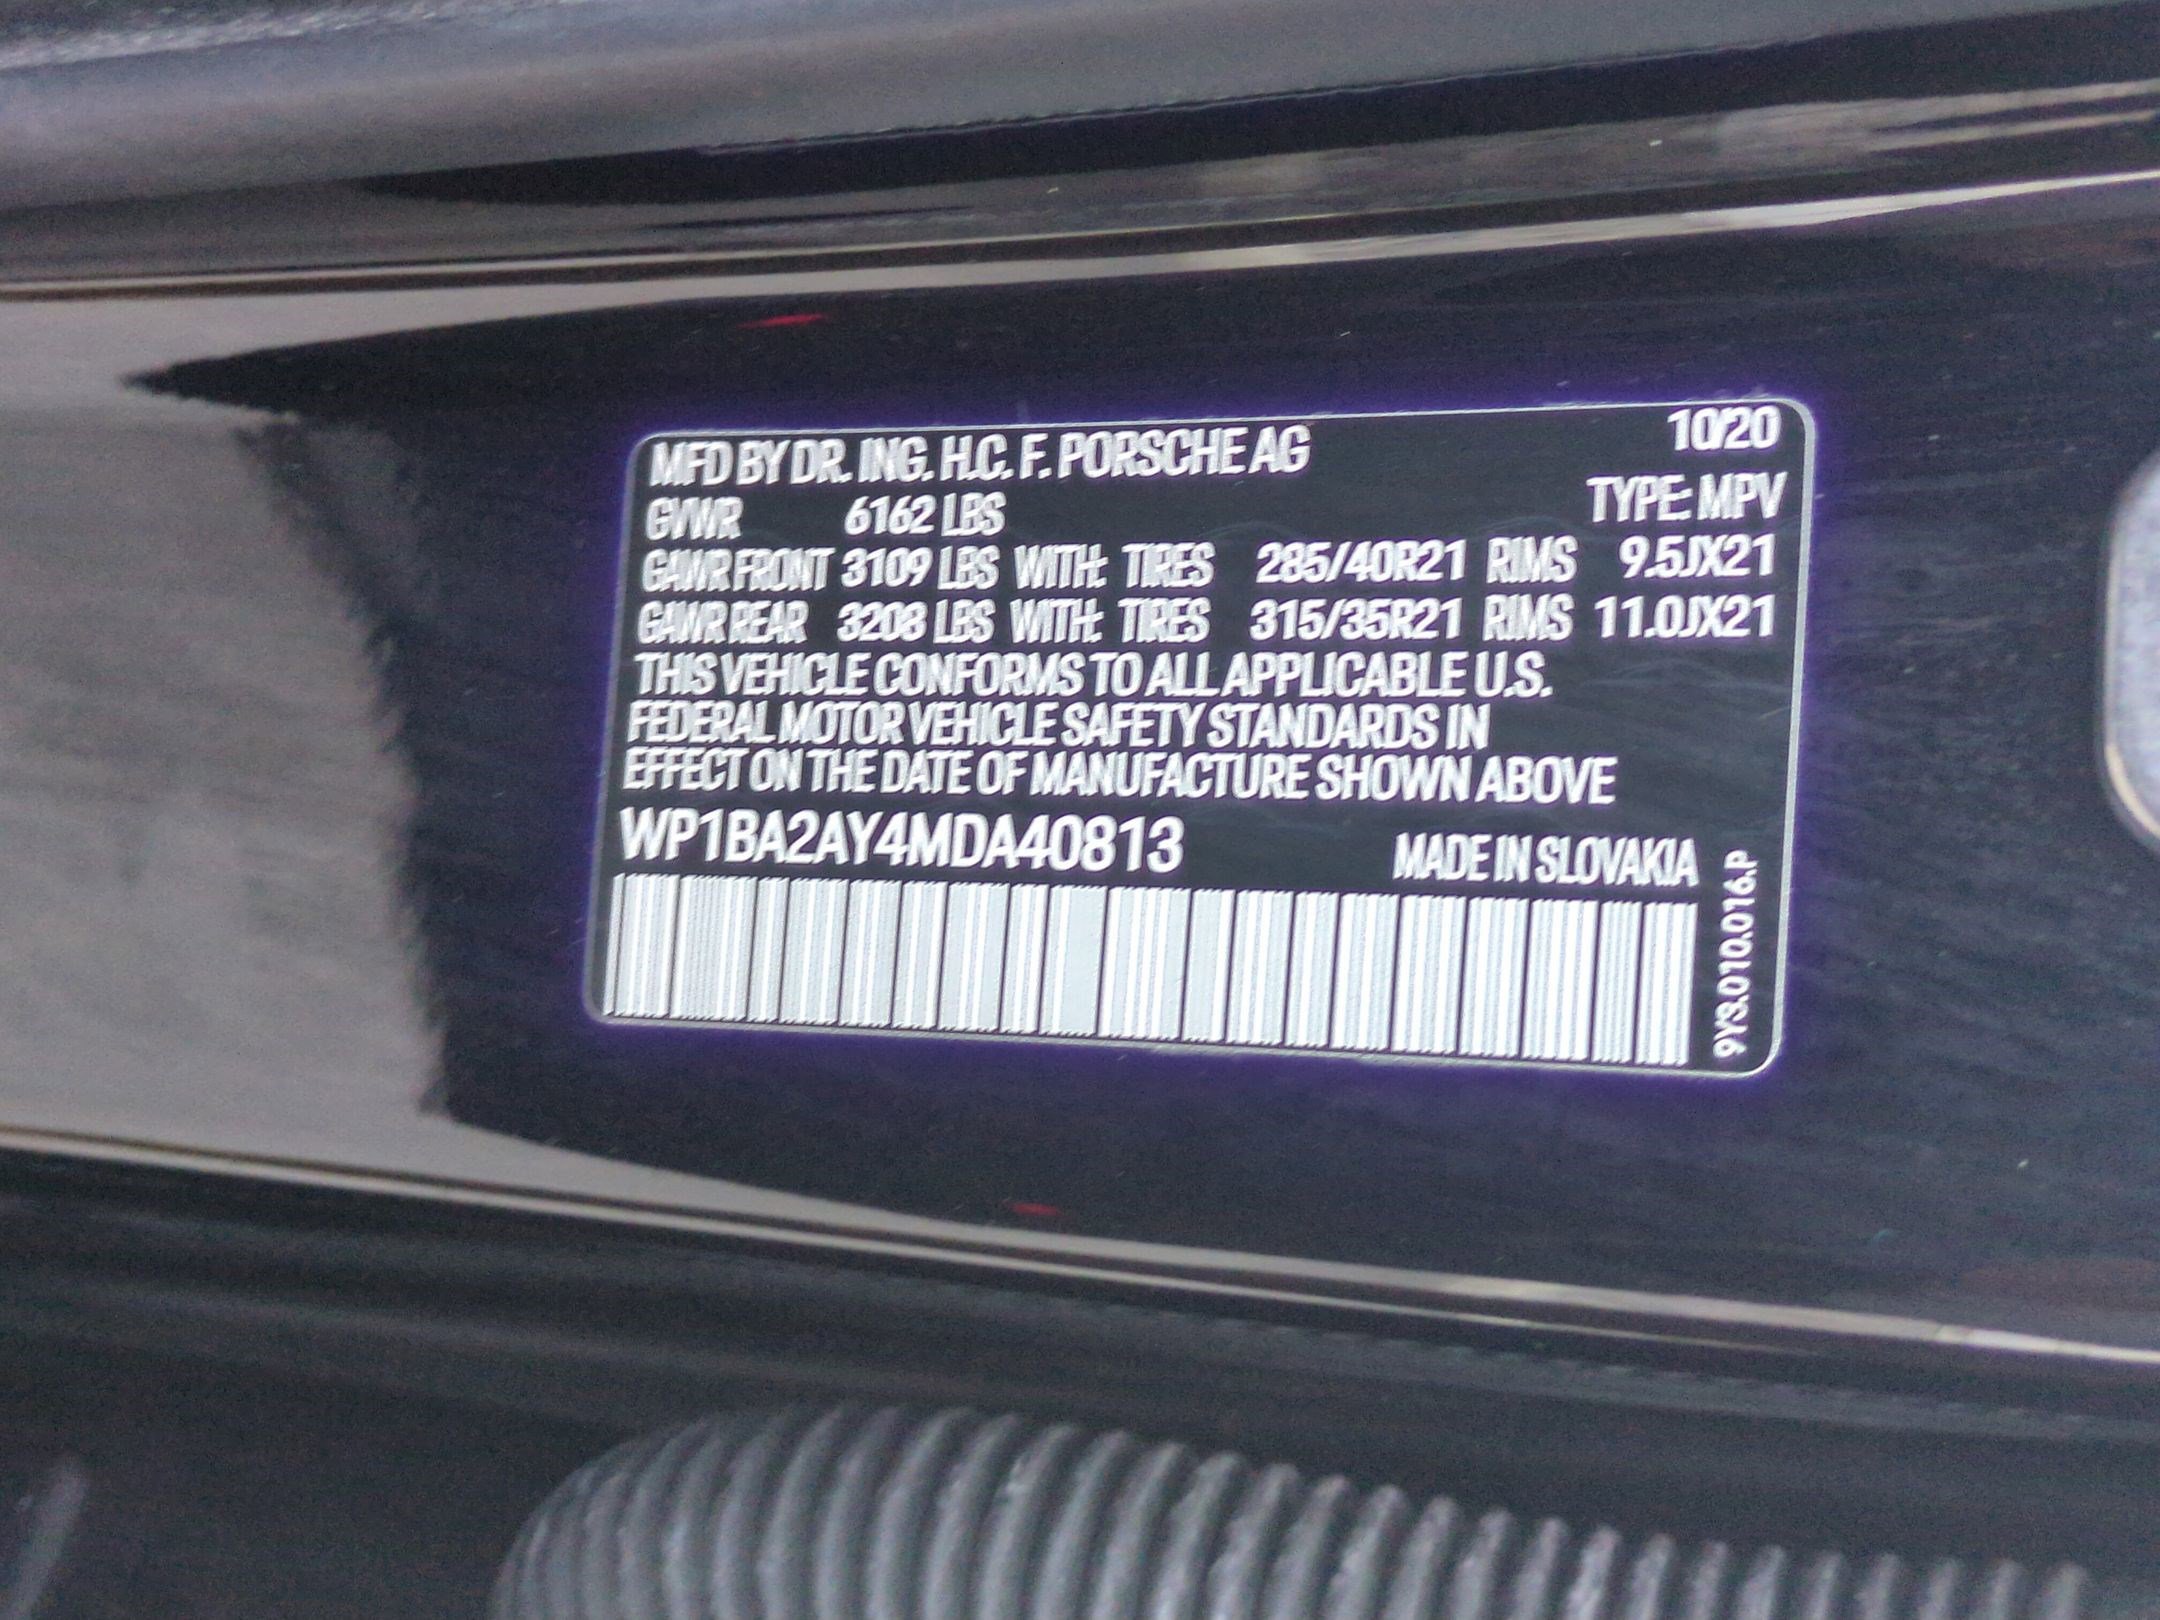 MFD BY DR. ING. H.C. F. PORSCHE AG 10/20
GVWR 6162 LBS TYPE: MPV
GAWR FRONT 3109 LBS WITH: TIRES 285/40R21 RIMS 9.5JX21
GAWR REAR 3208 LBS WITH: TIRES 315/35R21 RIMS 11.0JX21
THIS VEHICLE CONFORMS TO ALL APPLICABLE U.S.
FEDERAL MOTOR VEHICLE SAFETY STANDARDS IN
EFFECT ON THE DATE OF MANUFACTURE SHOWN ABOVE
WP1BA2AY4MDA40813 MADE IN SLOVAKIA
9Y3.010.016.P